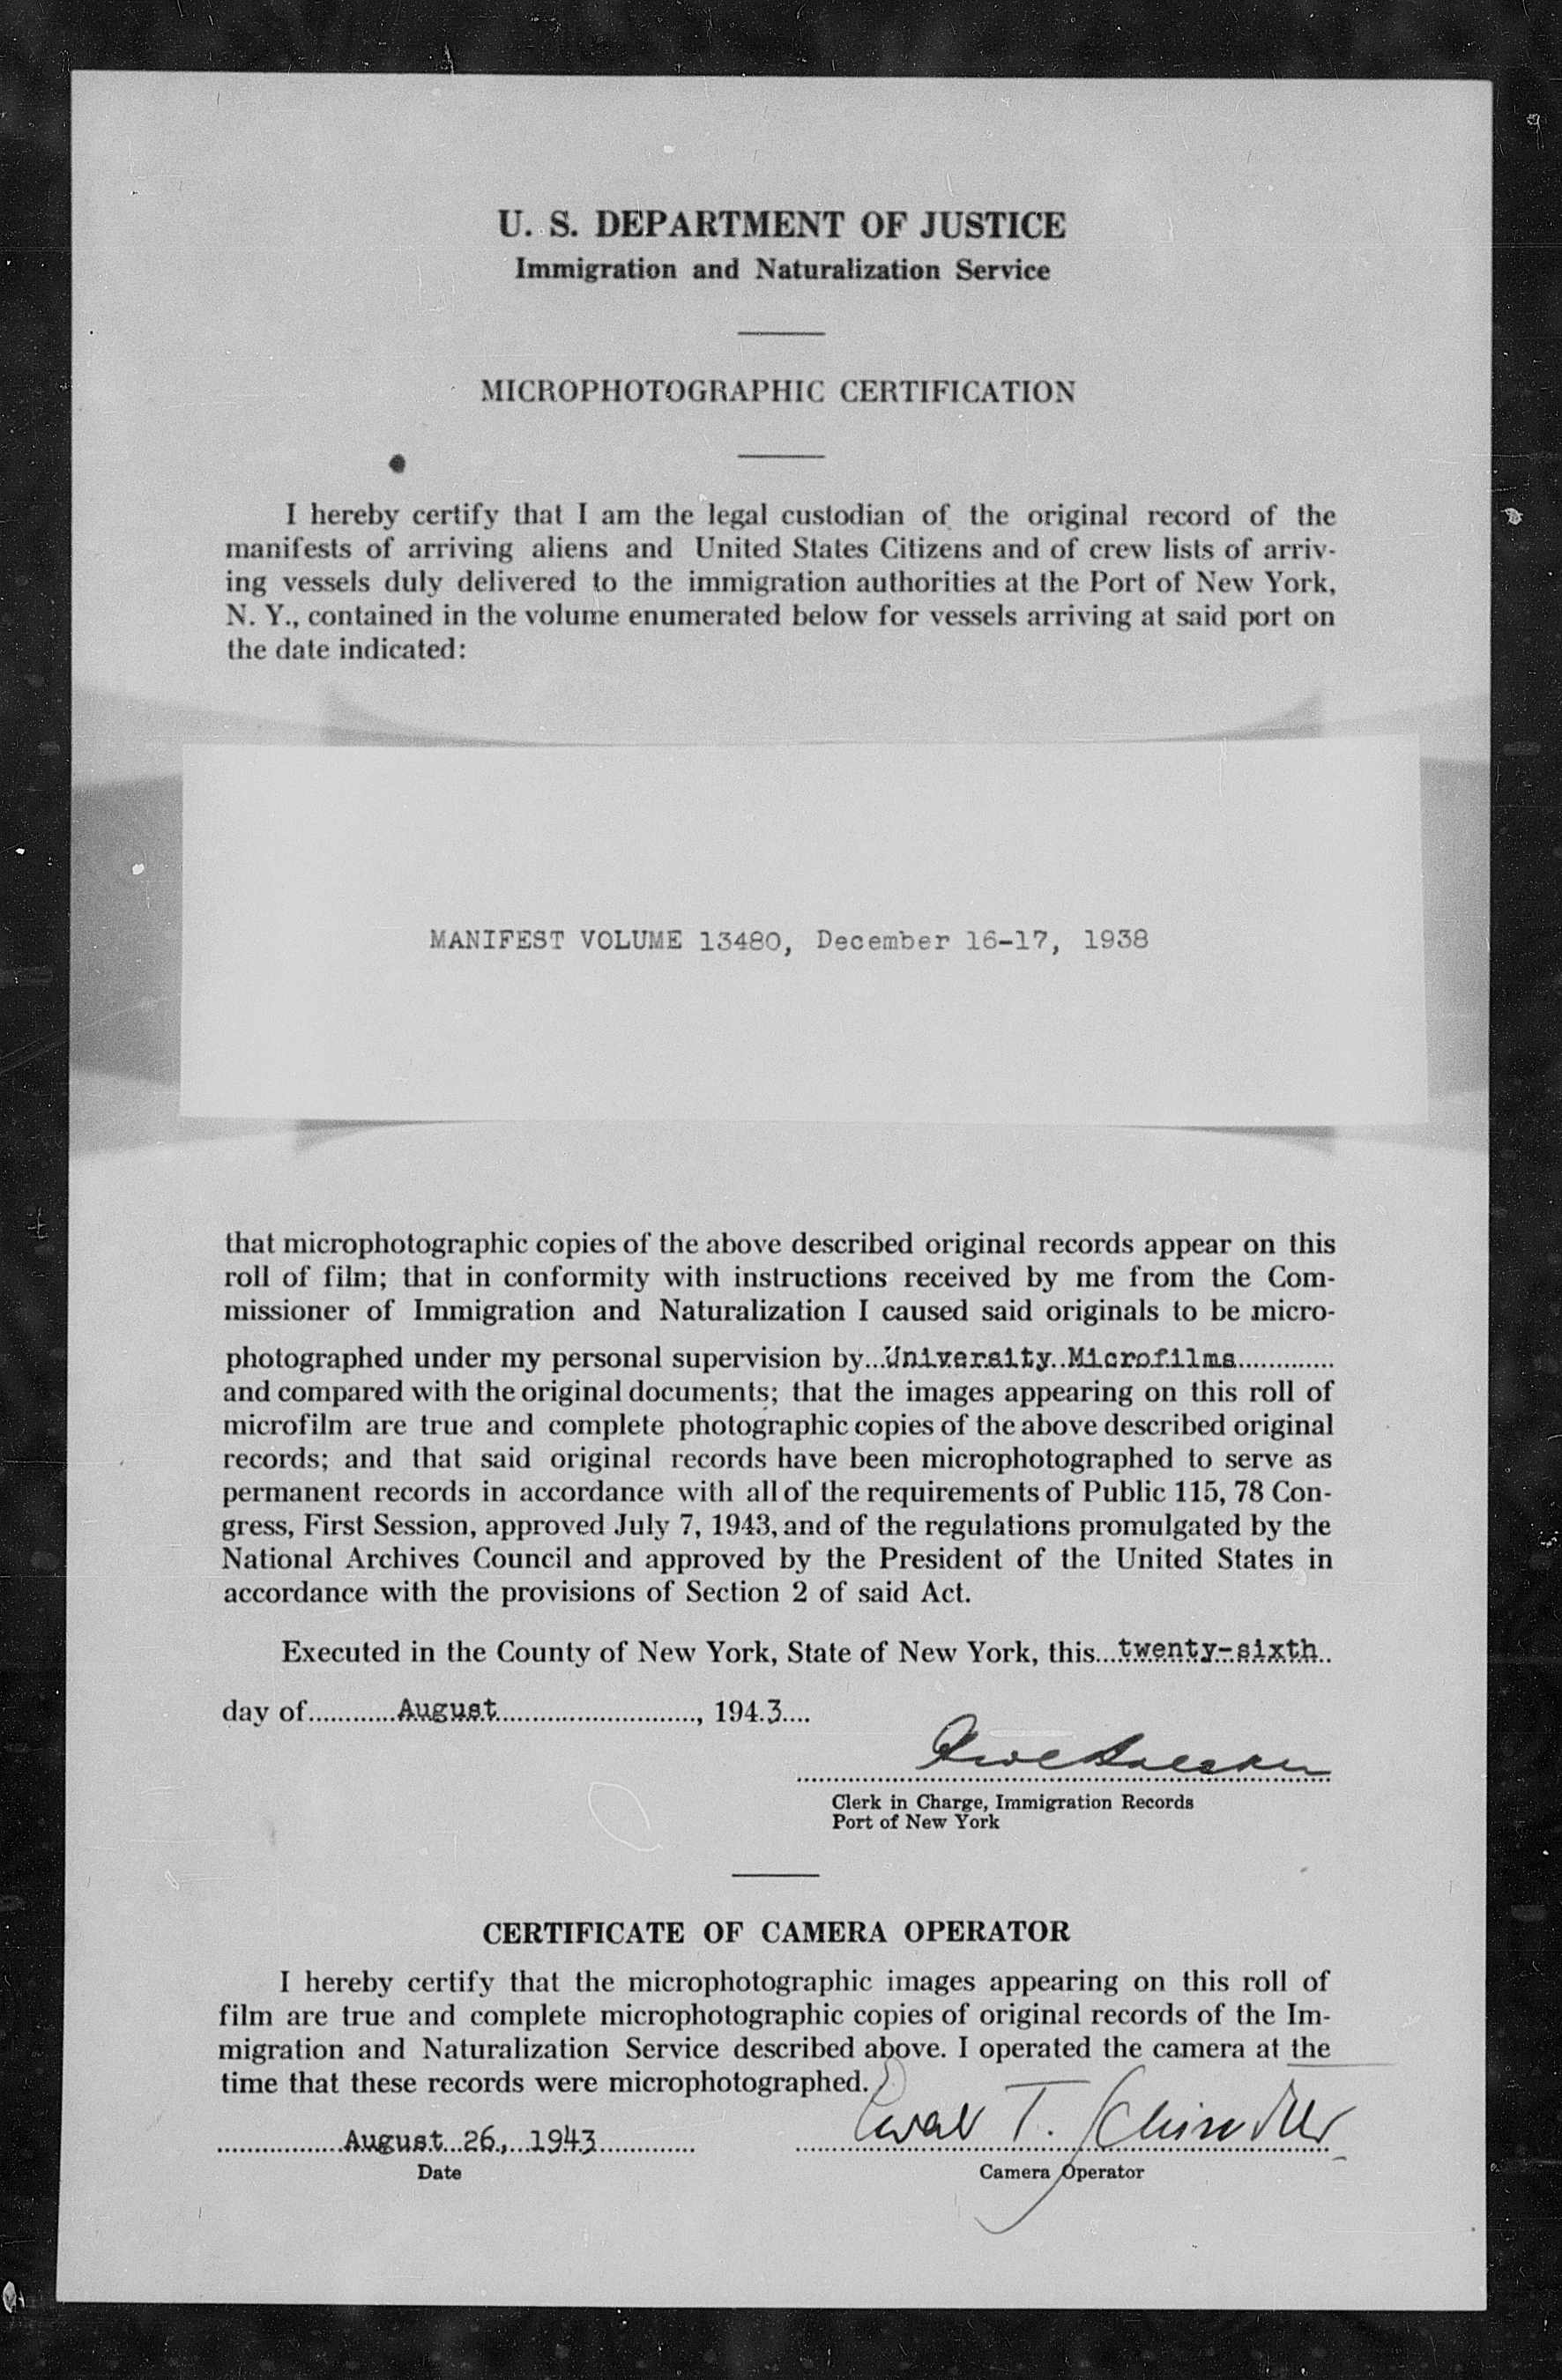 U. S. DEPARTMENT OF JUSTICE
Immigration and Naturalization Service
MICROPHOTOGRAPHIC CERTIFICATION
I hereby certify that I am the legal custodian of the original record of the
manifests of arriving aliens and United States Citizens and of crew lists of arriv-
ing vessels duly delivered to the immigration authorities at the Port of New York,
N. Y., contained in the volume enumerated below for vessels arriving at said port on
the date indicated:
MANIFEST VOLUME 13480, December 16-17, 1938
that microphotographic copies of the above described original records appear on this
roll of film; that in conformity with instructions received by me from the Com-
missioner of Immigration and Naturalization I caused said originals to be micro-
photographed under my personal supervision by University Microfilms
and compared with the original documents; that the images appearing on this roll of
microfilm are true and complete photographic copies of the above described original
records; and that said original records have been microphotographed to serve as
permanent records in accordance with all of the requirements of Public 115, 78 Con-
gress, First Session, approved July 7, 1943, and of the regulations promulgated by the
National Archives Council and approved by the President of the United States in
accordance with the provisions of Section 2 of said Act.
Executed in the County of New York, State of New York, this twenty-sixth
day of August, 1943
Clerk in Charge, Immigration Records
Port of New York
CERTIFICATE OF CAMERA OPERATOR
I hereby certify that the microphotographic images appearing on this roll of
film are true and complete microphotographic copies of original records of the Im-
migration and Naturalization Service described above. I operated the camera at the
time that these records were microphotographed.
August 26, 1943 T.
Date Camera Operator